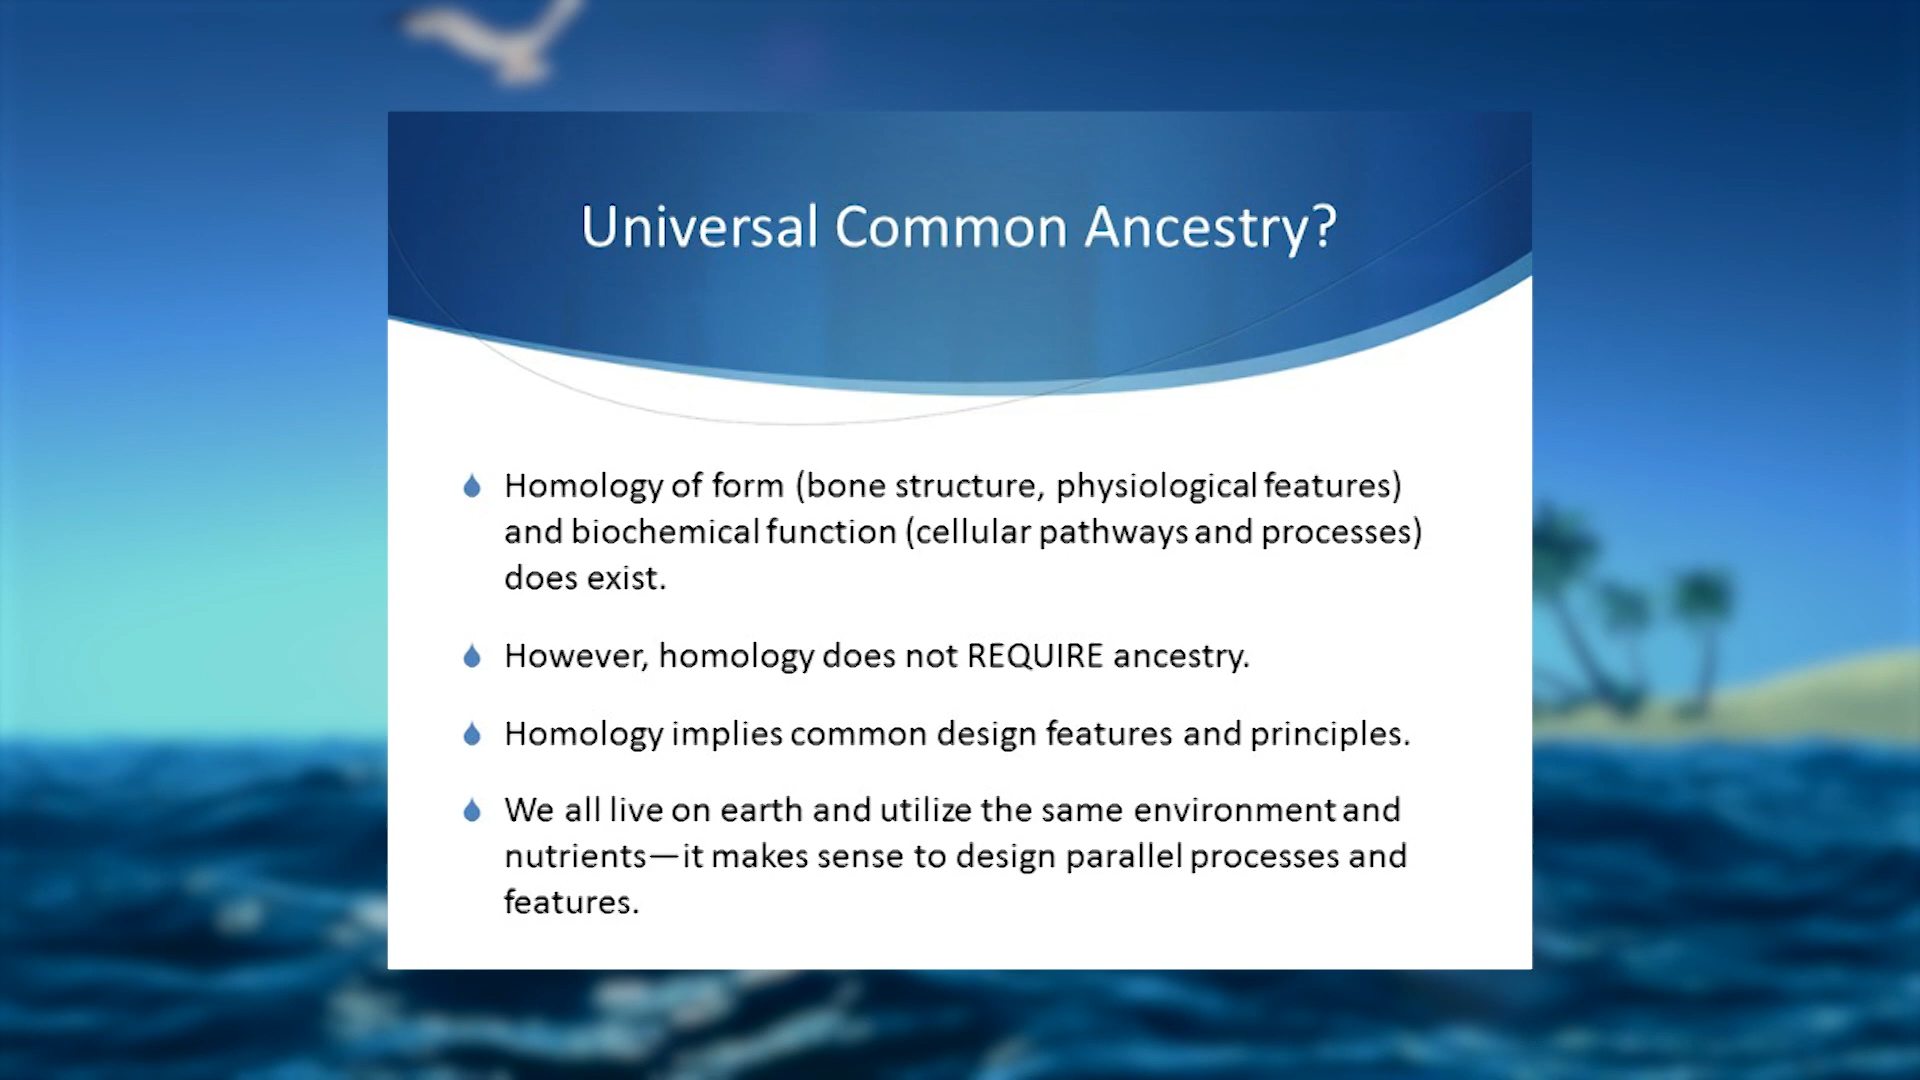 Universal Common Ancestry?
Homology of form (bone structure, physiological features)
and biochemical function (cellular pathways and processes)
does exist.
However, homology does not REQUIRE ancestry.
Homology implies common design features and principles.
We all live on earth and utilize the same environment and
nutrients—it makes sense to design parallel processes and
features.